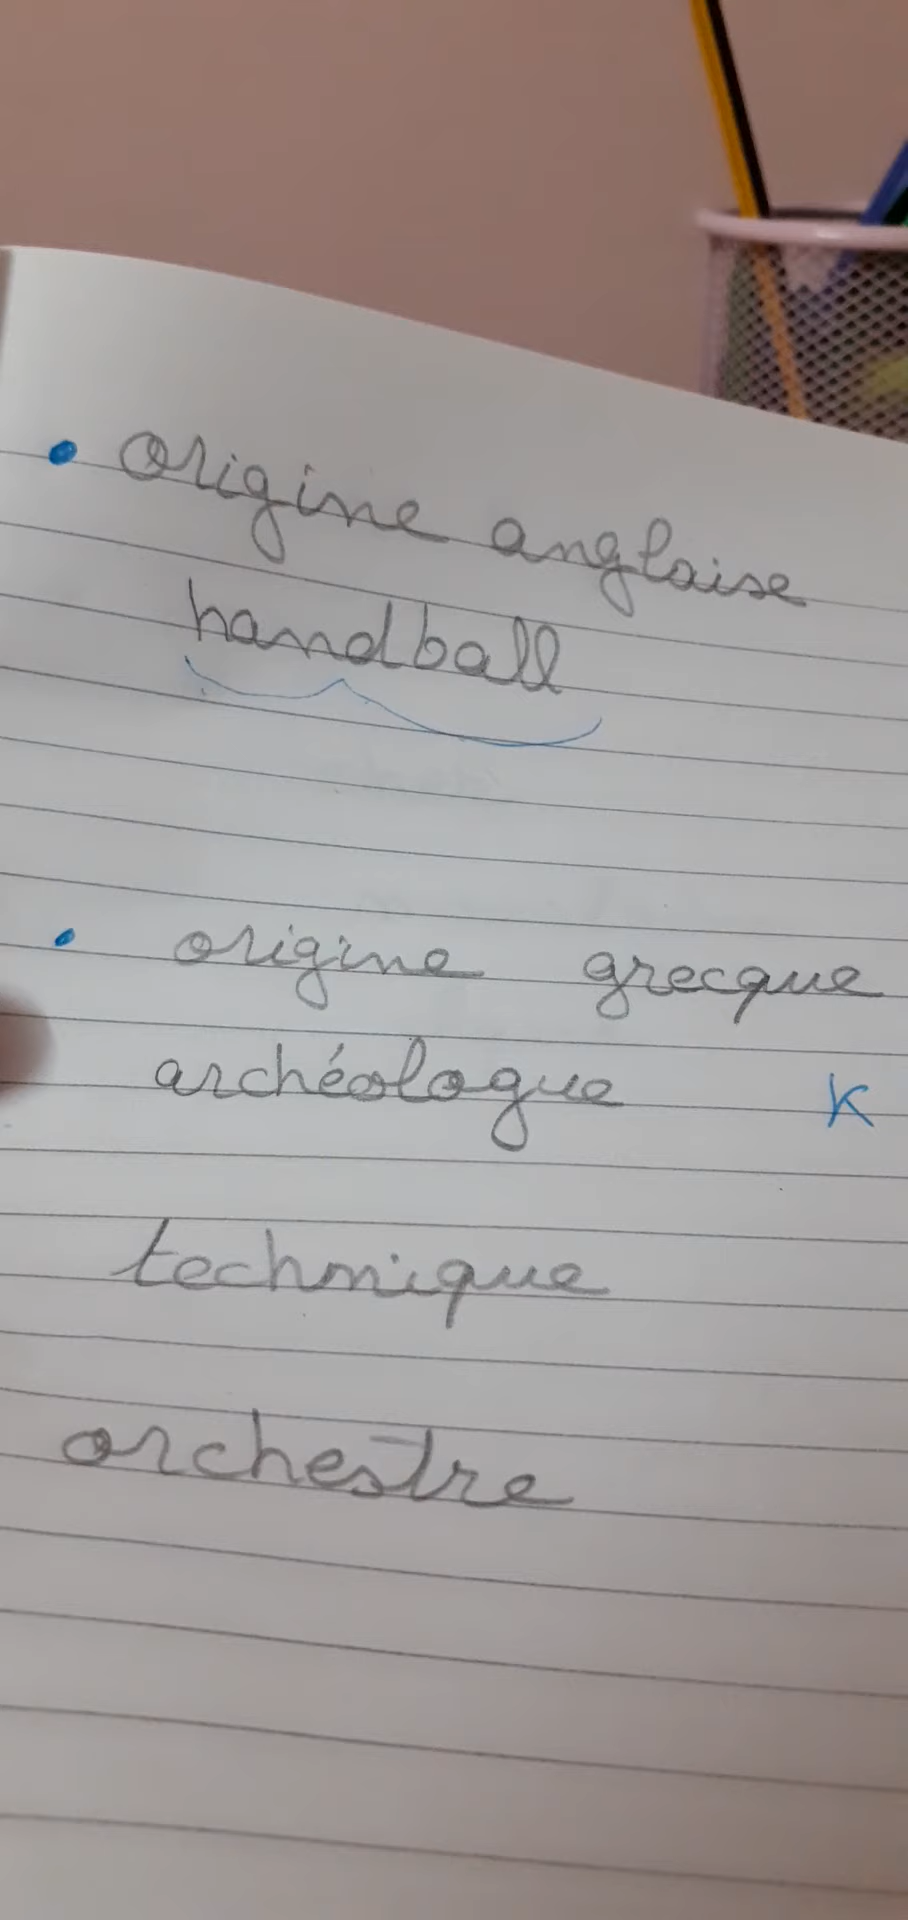 • origine anglaise
handball
• origine grecque
archéologue K
technique
orchestre